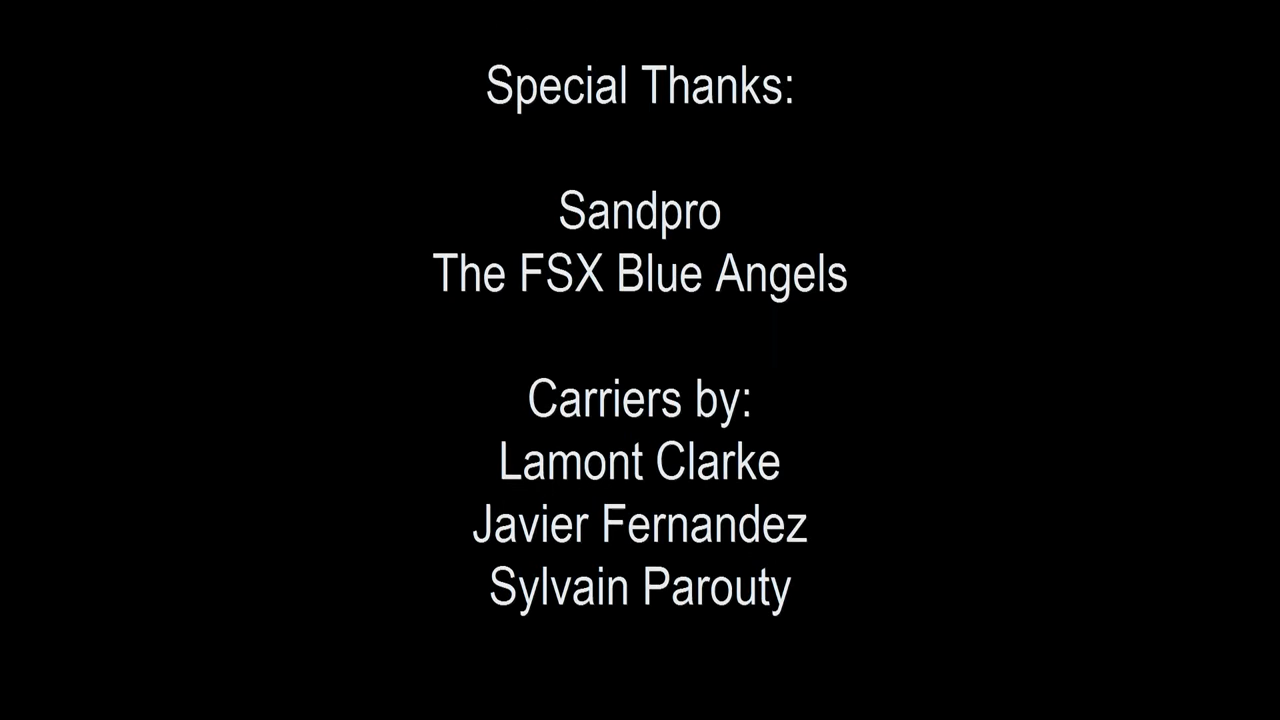 Special Thanks:
Sandpro
The FSX Blue Angels
Carriers by:
Lamont Clarke
Javier Fernandez
Sylvain Parouty